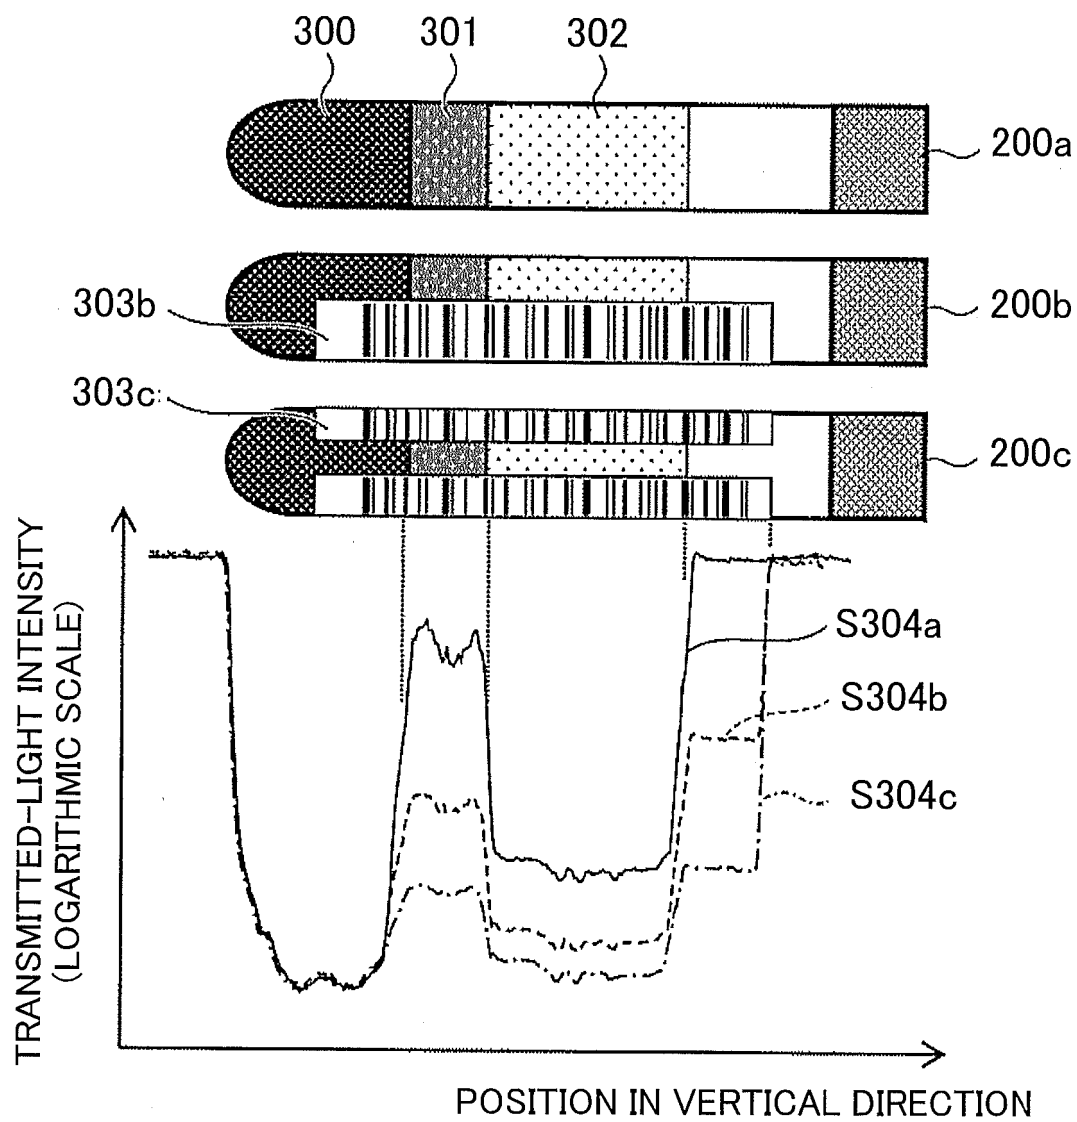 300
301
302
200a
303b
200b
303c
200c
TRANSMITTED-LIGHT INTENSITY
(LOGARITHMIC SCALE)
S304a
S304b
S304c
POSITION IN VERTICAL DIRECTION